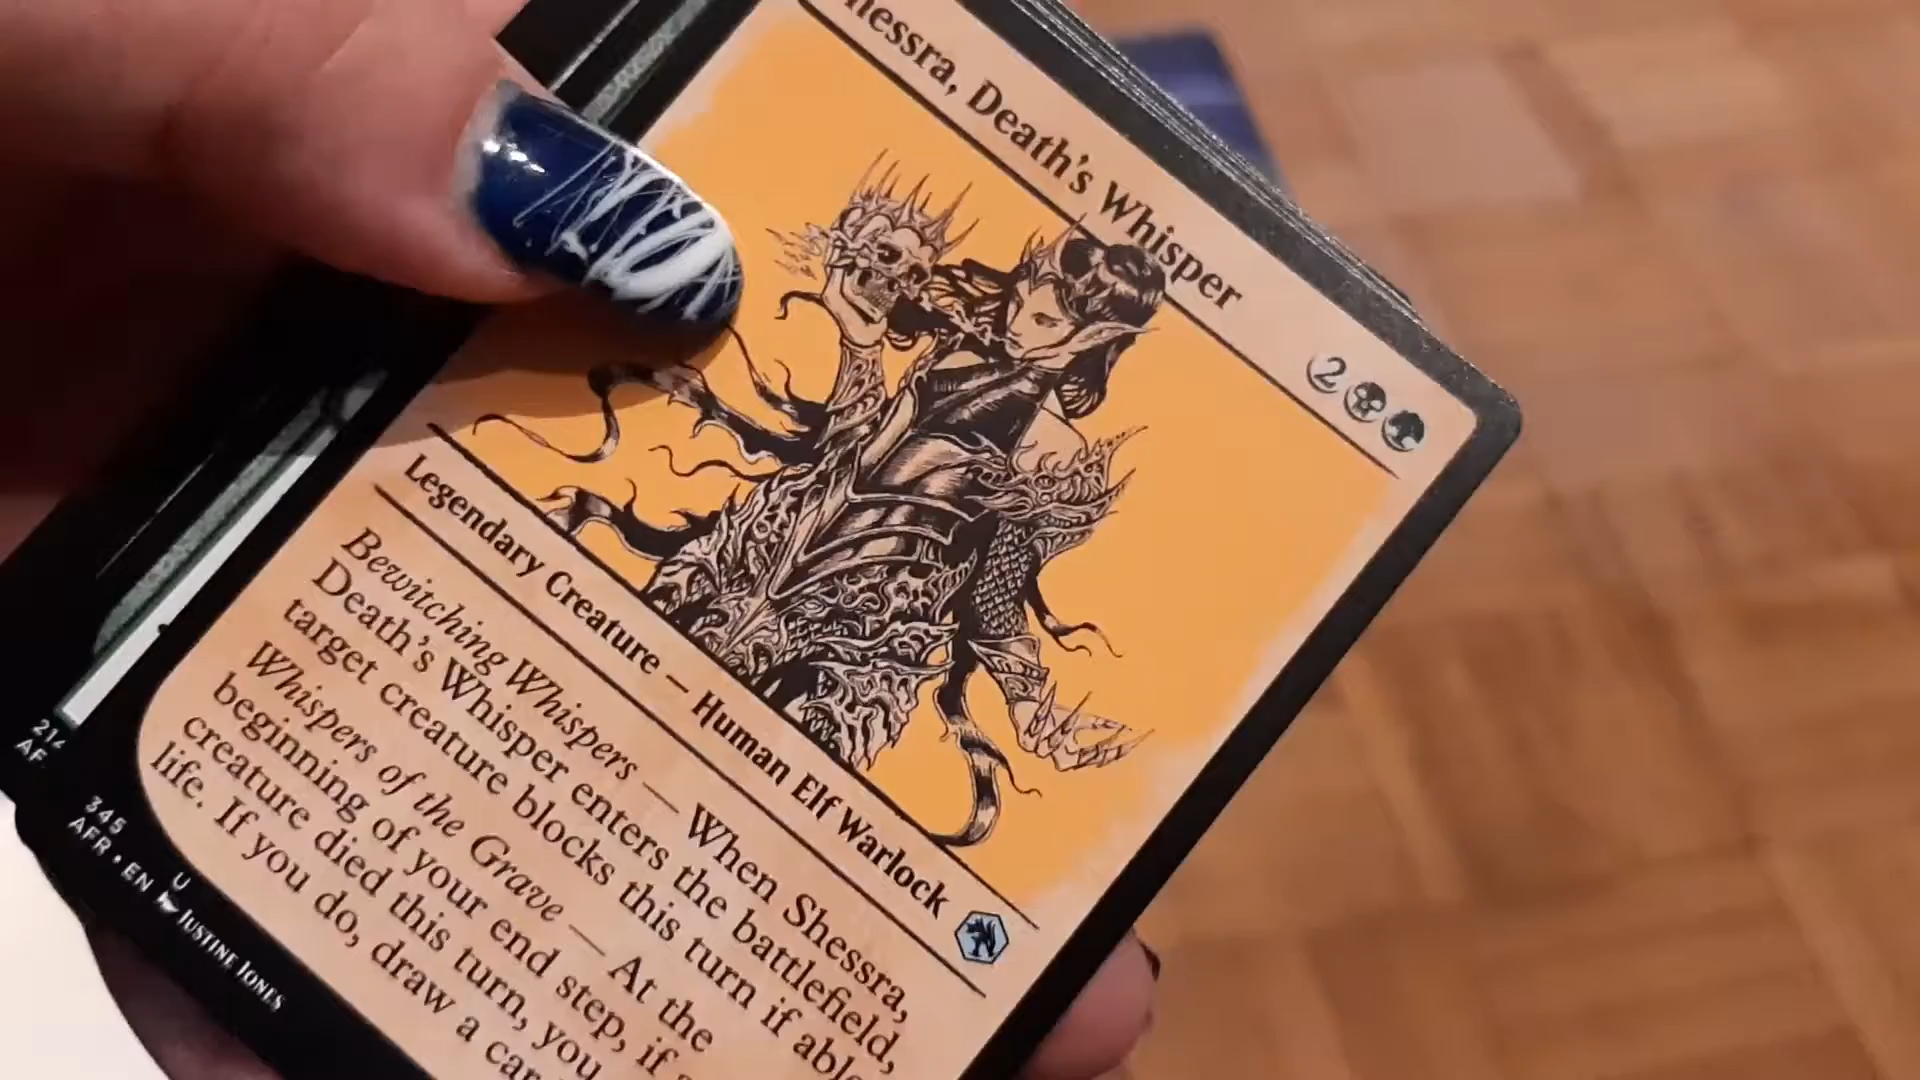 hessra, Death's Whisper
2
Legendary Creature – Human Elf Warlock
Bewitching Whispers — When Shessra,
Death's Whisper enters the battlefield,
target creature blocks this turn if able
Whispers of the Grave — At the
beginning of your end step, if
creature died this turn, you
life. If you do, draw a car
345 U
AFR • EN JUSTINE JONES